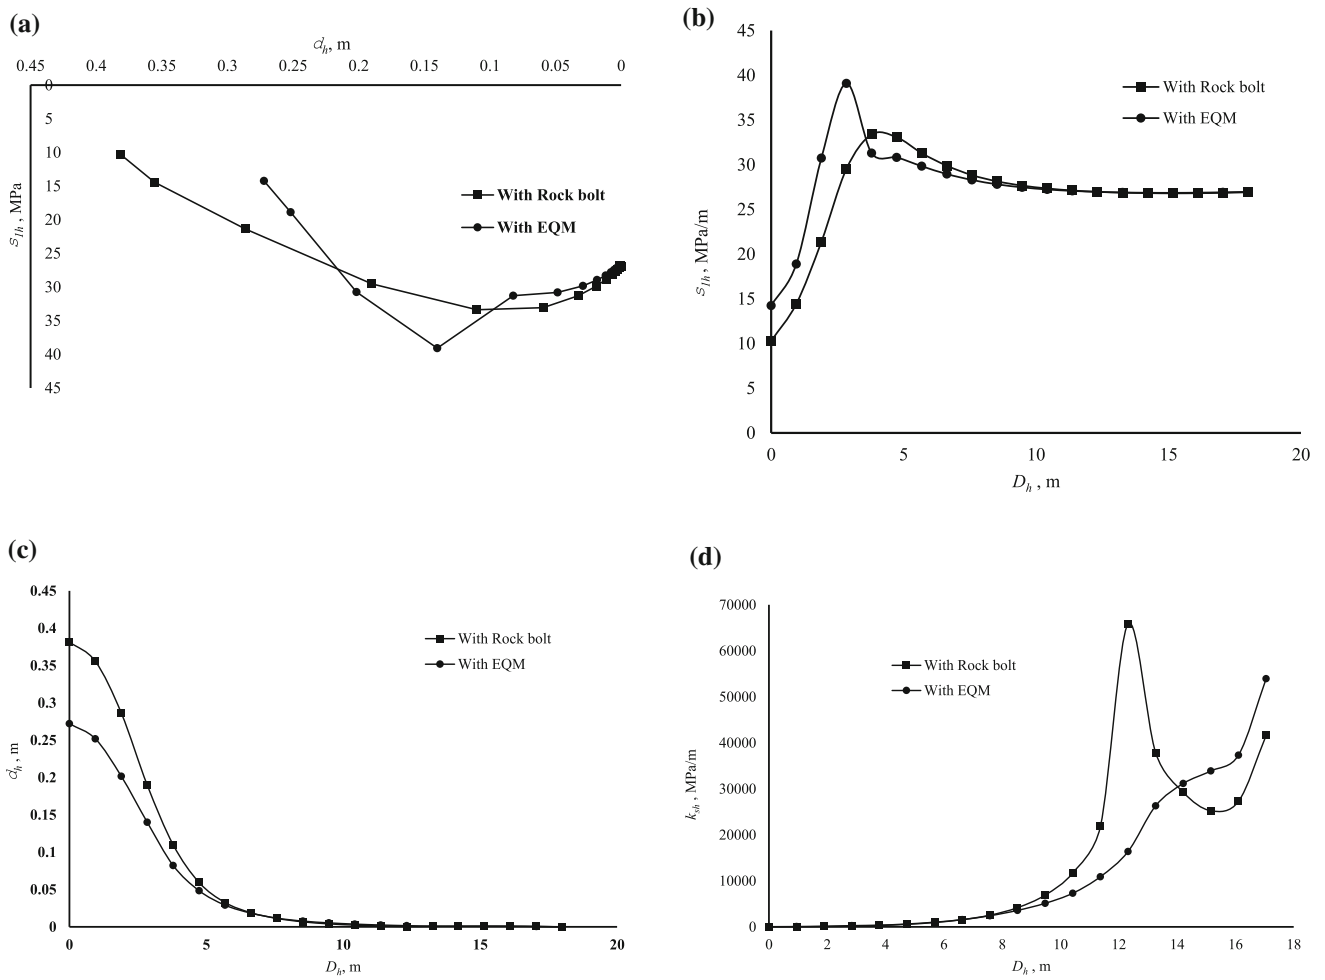 (a)
d_h, m
0.45 0.4 0.35 0.3 0.25 0.2 0.15 0.1 0.05 0
0
10
15
20
25
30
35
40
45
s_1h, MPa
With Rock bolt
With EQM
(b)
45
40
35
30
25
20
15
10
5
0
s_1h, MPa/m
With Rock bolt
With EQM
0 5 10 15 20
D_h, m
(c)
0.45
0.4
0.35
0.3
0.25
0.2
0.15
0.1
0.05
0
d_h, m
With Rock bolt
With EQM
0 5 10 15 20
D_h, m
(d)
70000
60000
50000
40000
30000
20000
10000
0
k_sh, MPa/m
With Rock bolt
With EQM
0 2 4 6 8 10 12 14 16 18
D_h, m